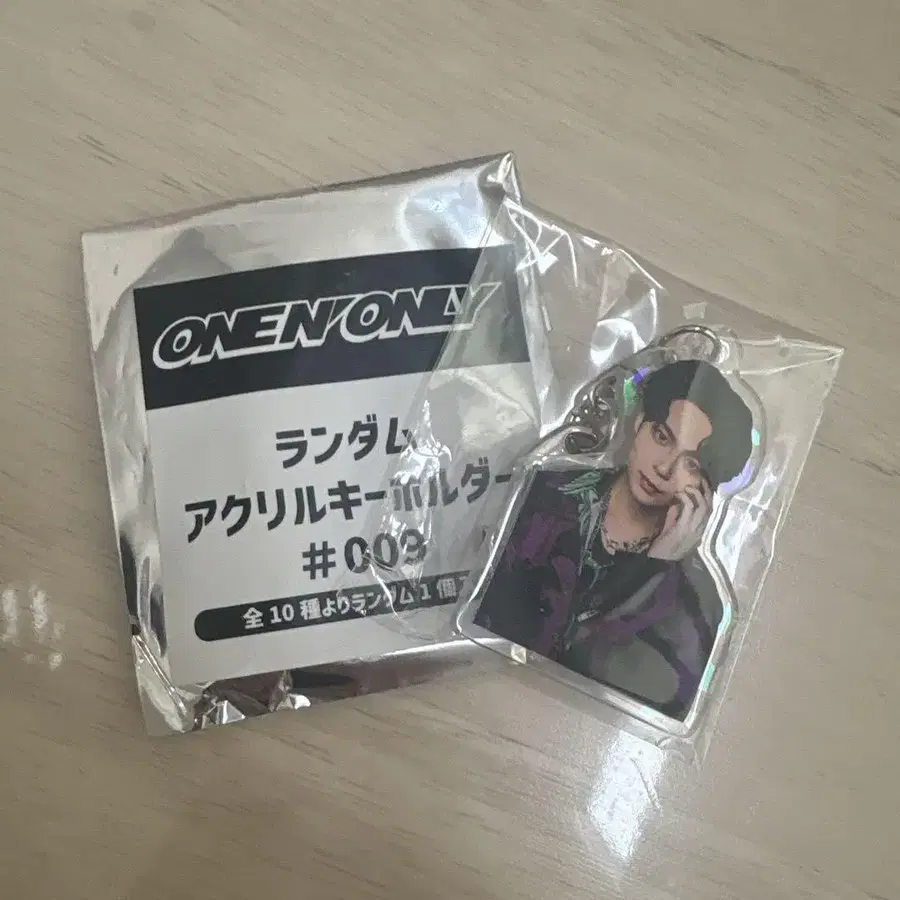 ONE N' ONLY
ランダム
アクリルキーホルダー
#009
全10種よりランダム1個